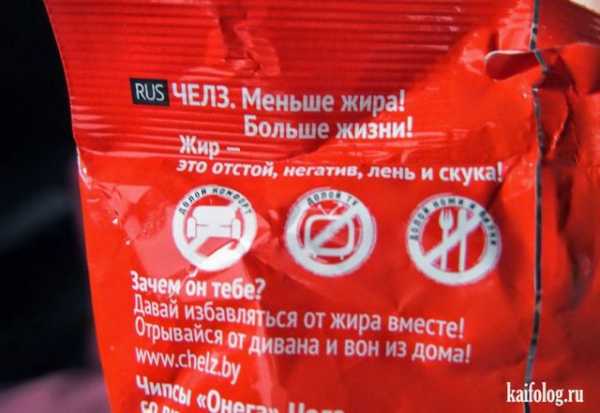 RUS ЧЕЛЗ. Меньше жира!
Больше жизни!
Жир —
это отстой, негатив, лень и скука!
ДОЛОЙ КОМФОРТ
ДОЛОЙ ТВ
ДОЛОЙ НОЖИ И ВИЛКИ
Зачем он тебе?
Давай избавляться от жира вместе!
Отрывайся от дивана и вон из дома!
www.chelz.by
Чипсы «Онега»
kaifolog.ru